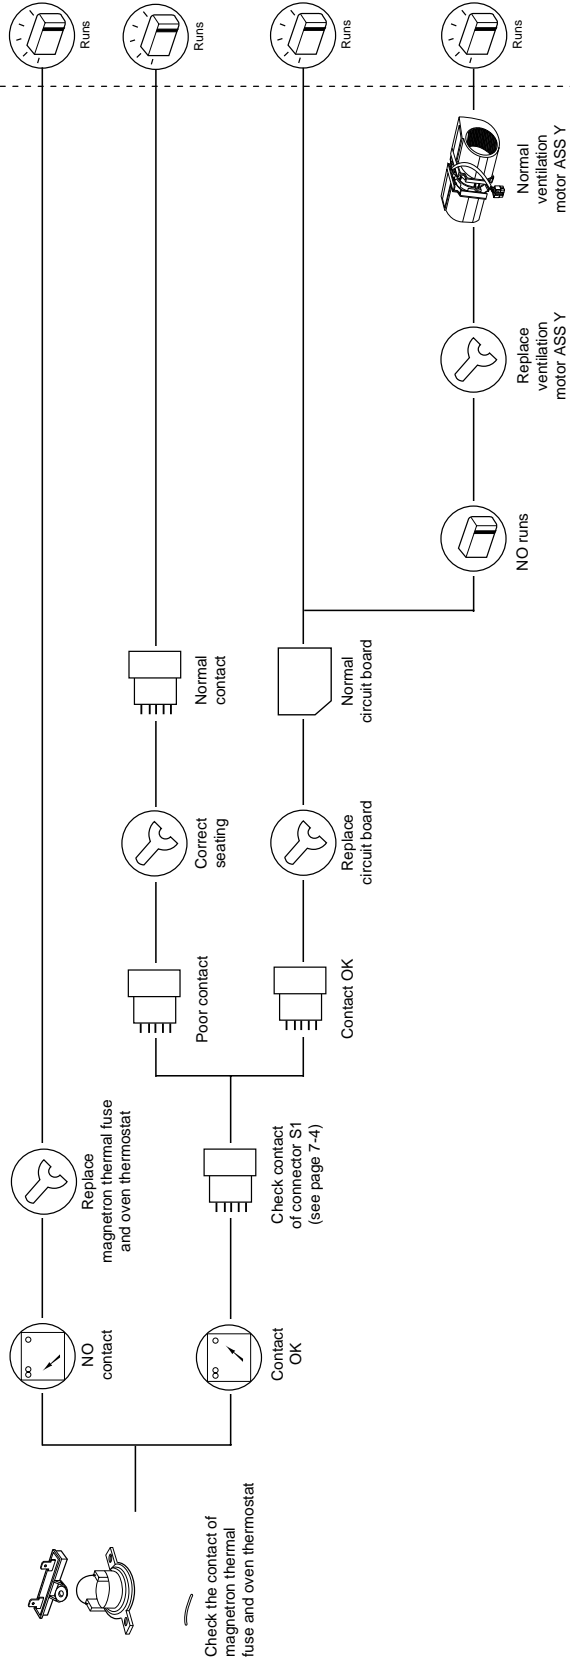 Check the contact of
magnetron thermal
fuse and oven thermostat
NO
contact
Replace
magnetron thermal fuse
and oven thermostat
Runs
Contact
OK
Check contact
of connector S1
(see page 7-4)
Poor contact
Correct
seating
Normal
contact
Runs
Contact OK
Replace
circuit board
Normal
circuit board
Runs
NO runs
Replace
ventilation
motor ASS Y
Normal
ventilation
motor ASS Y
Runs